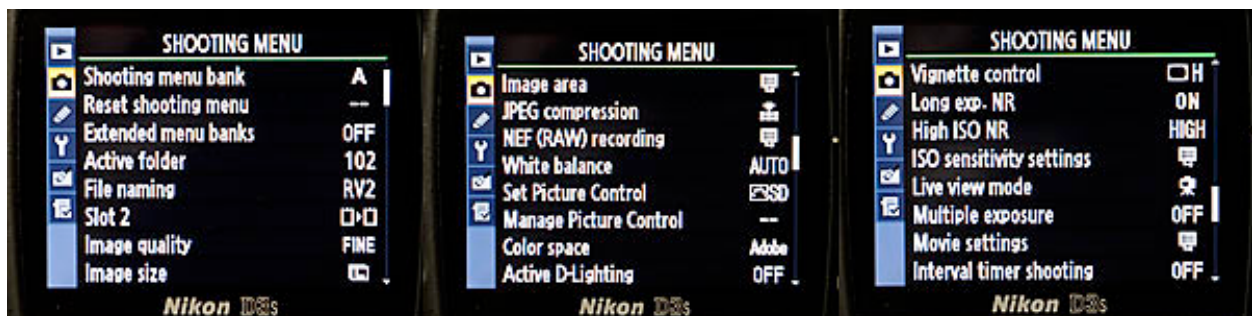 SHOOTING MENU
Shooting menu bank A
Reset shooting menu --
Extended menu banks OFF
Active folder 102
File naming RV2
Slot 2
Image quality FINE
Image size
Nikon D3s
SHOOTING MENU
Image area
JPEG compression
NEF (RAW) recording
White balance AUTO
Set Picture Control SD
Manage Picture Control --
Color space Adobe
Active D-Lighting OFF
Nikon D3s
SHOOTING MENU
Vignette control H
Long exp. NR ON
High ISO NR HIGH
ISO sensitivity settings
Live view mode
Multiple exposure OFF
Movie settings
Interval timer shooting OFF
Nikon D3s